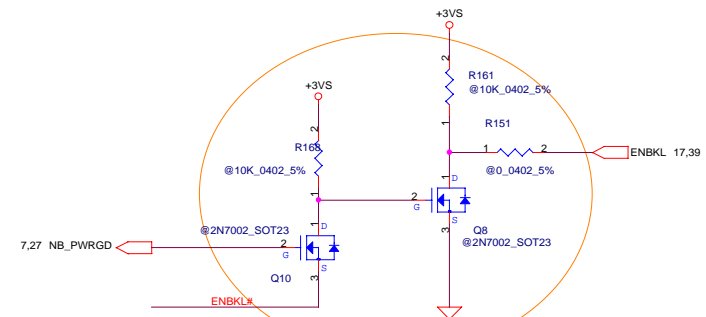 +3VS
2
R161
@10K_0402_5%
1
+3VS
2
R168
@10K_0402_5%
1
R151
1
2
@0_0402_5%
ENBKL 17,39
1
D
2
G
S
3
Q8
@2N7002_SOT23
@2N7002_SOT23
1
D
7,27 NB_PWRGD
2
G
S
3
Q10
ENBKL#